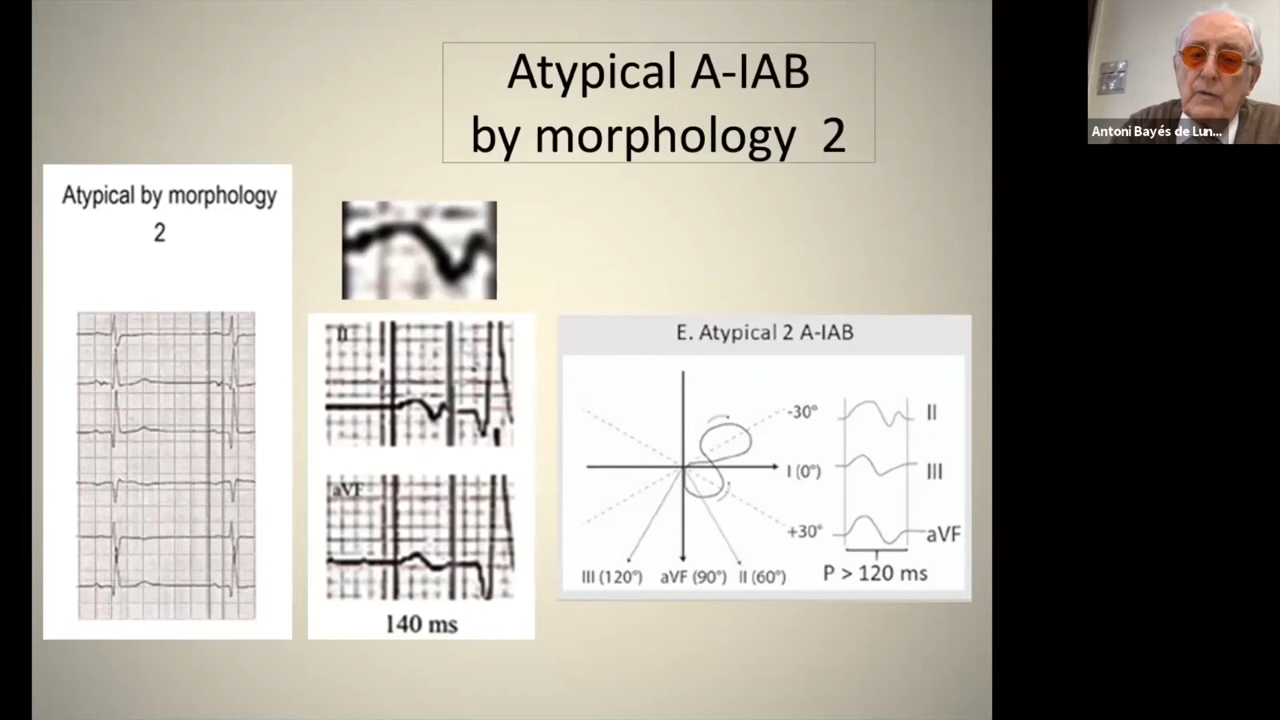 Atypical A-IAB
by morphology 2
Antoni Bayés de Lun...
Atypical by morphology
2
II
aVF
140 ms
E. Atypical 2 A-IAB
-30°
I (0°)
+30°
III (120°) aVF (90°) II (60°)
II
III
aVF
P > 120 ms